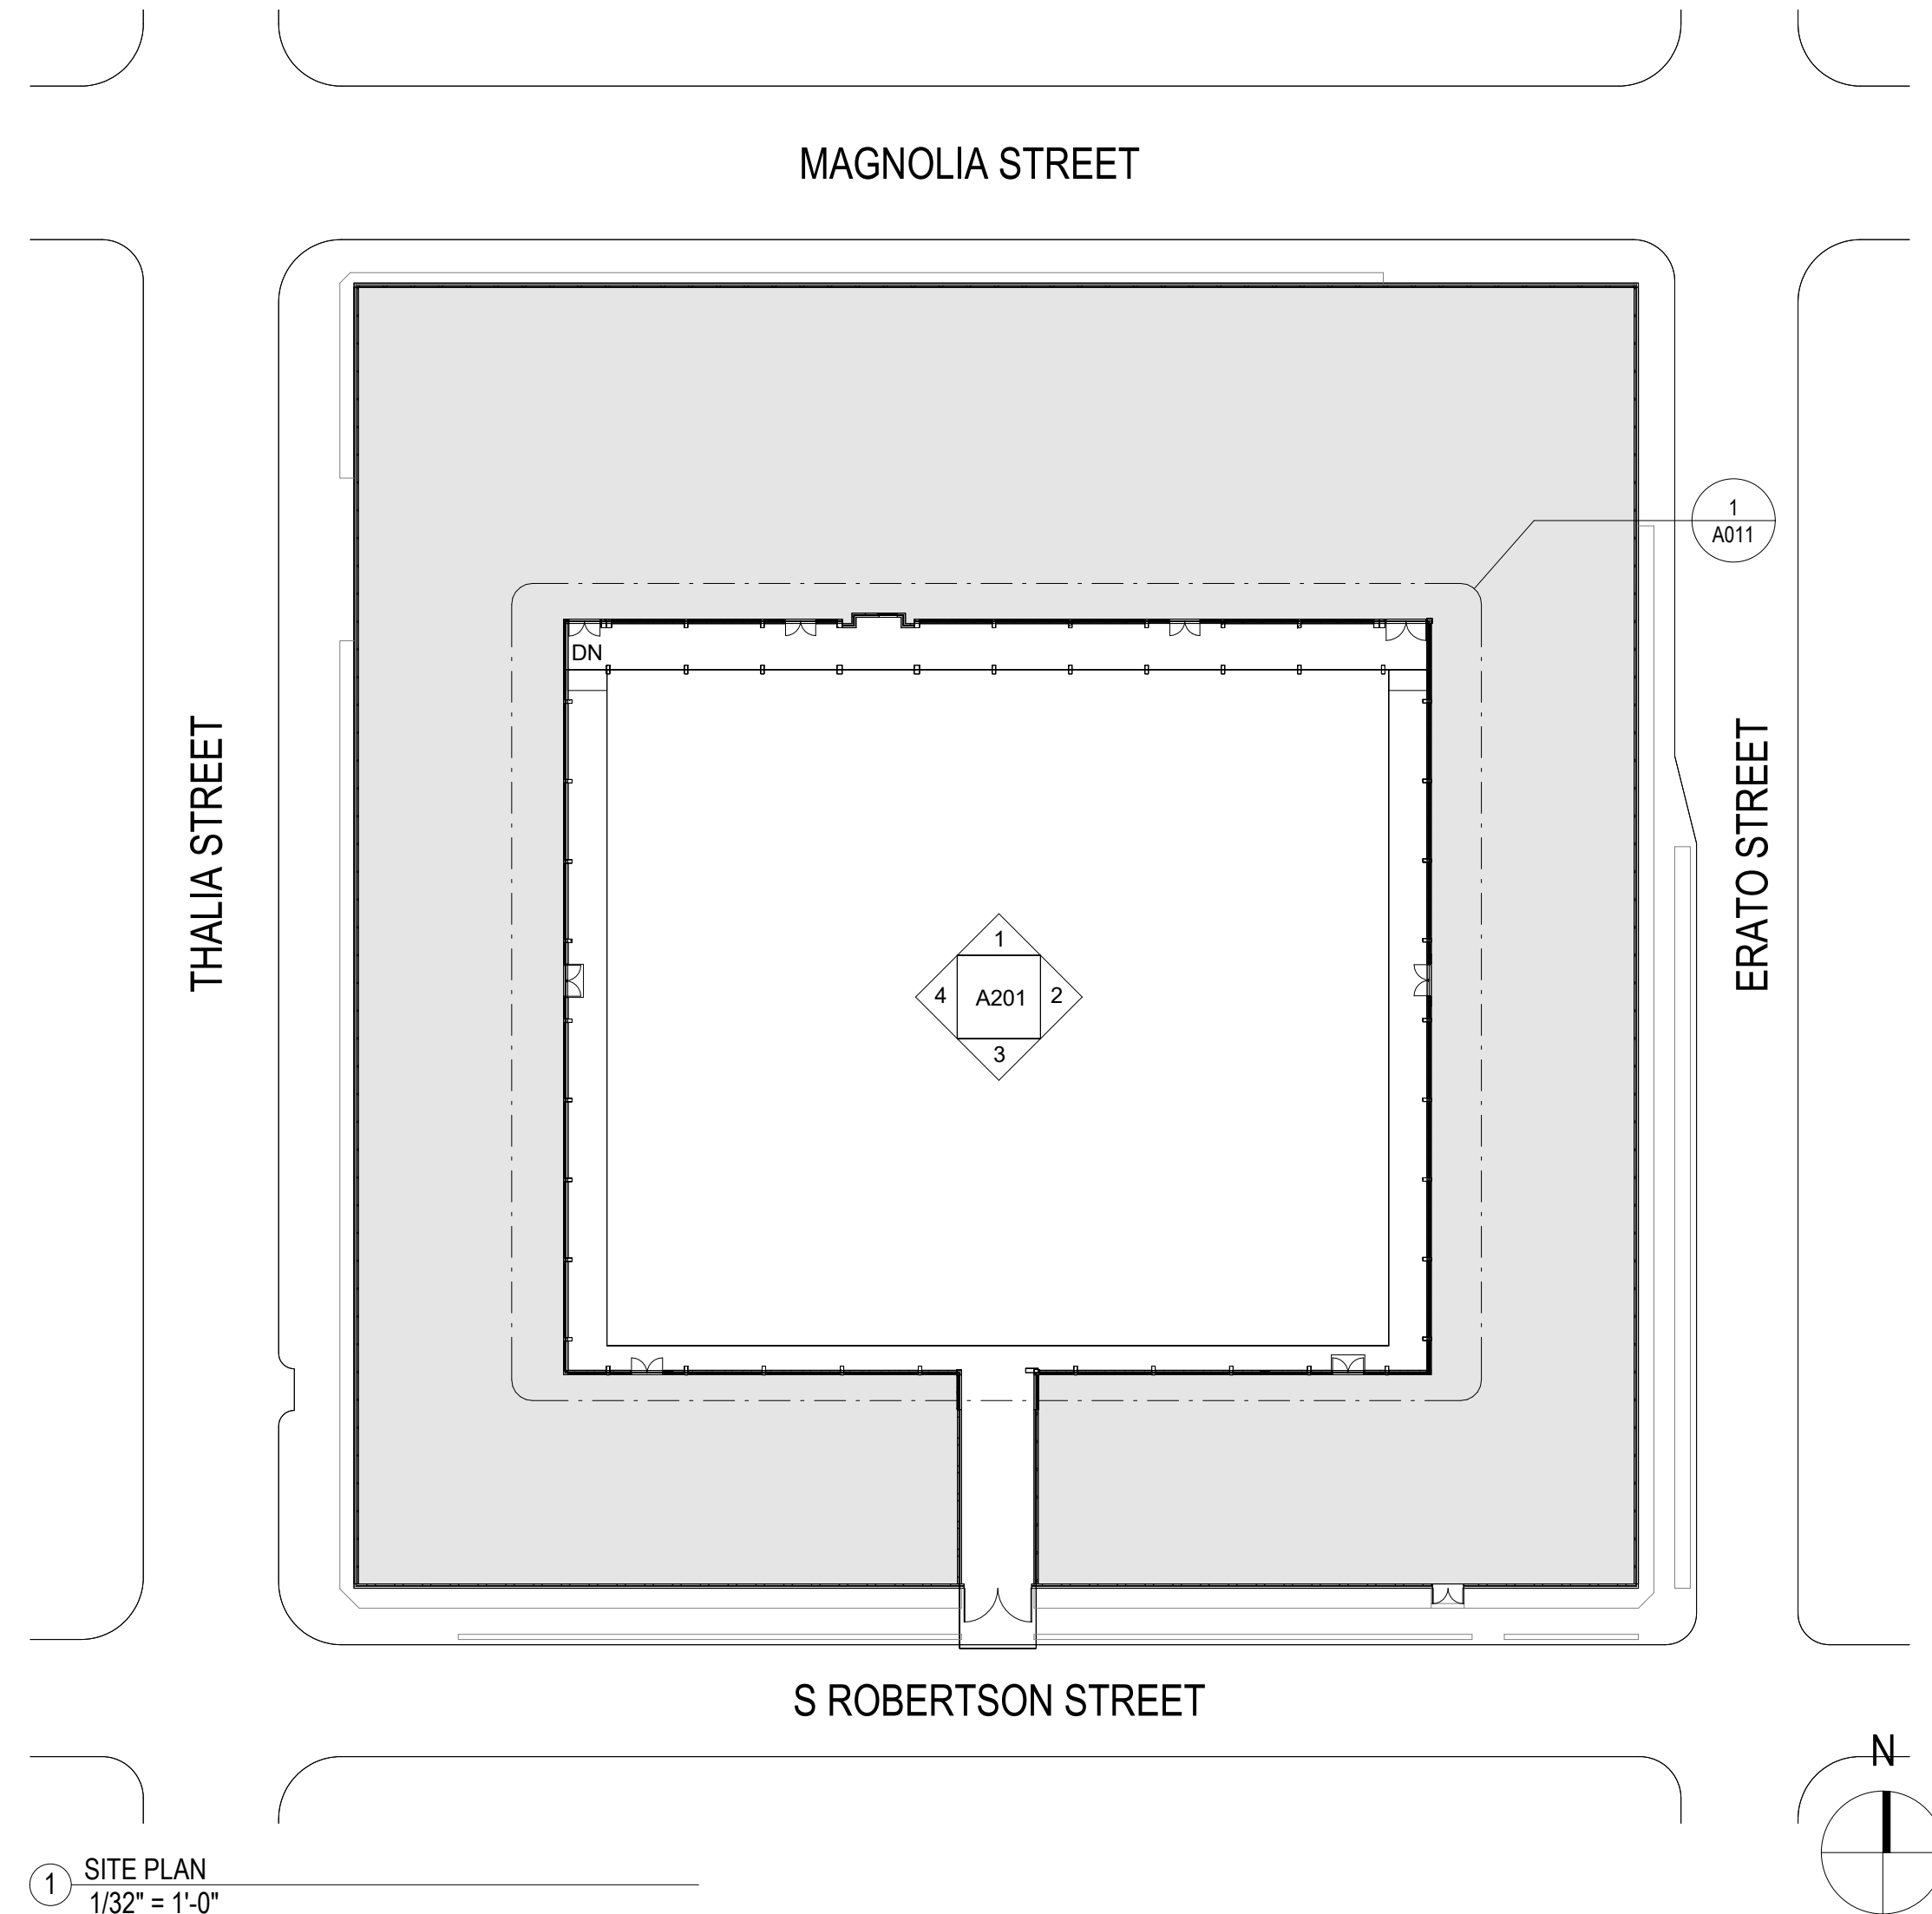 MAGNOLIA STREET
1
A011
DN
THALIA STREET
ERATO STREET
1
4
A201
2
3
S ROBERTSON STREET
N
1
SITE PLAN
1/32" = 1'-0"